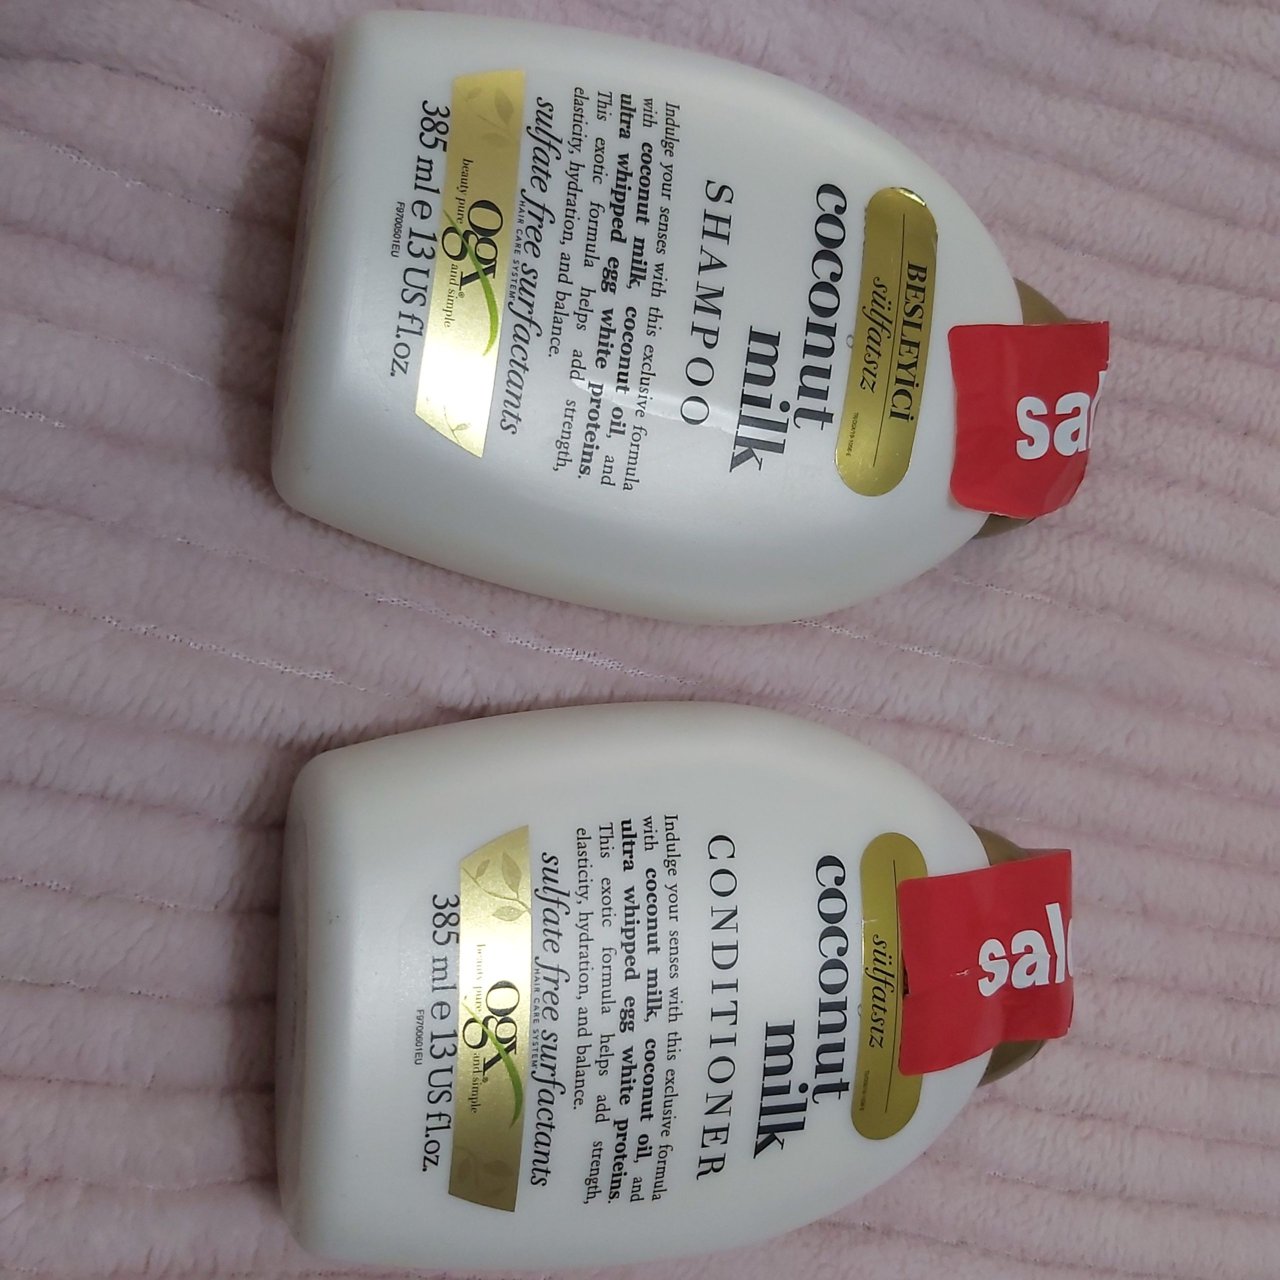 sal
BESLEYİCİ
sülfatsız
coconut
milk
SHAMPOO
Indulge your senses with this exclusive formula
with coconut milk, coconut oil, and
ultra whipped egg white proteins.
This exotic formula helps add strength,
elasticity, hydration, and balance.
sulfate free surfactants
HAIR CARE SYSTEM™
ogx®
beauty pure and simple
385 ml e 13 US fl.oz.
F9700501EU
salo
sülfatsız
coconut
milk
CONDITIONER
Indulge your senses with this exclusive formula
with coconut milk, coconut oil, and
ultra whipped egg white proteins.
This exotic formula helps add strength,
elasticity, hydration, and balance.
sulfate free surfactants
HAIR CARE SYSTEM™
ogx®
beauty pure and simple
385 ml e 13 US fl.oz.
F9700601EU